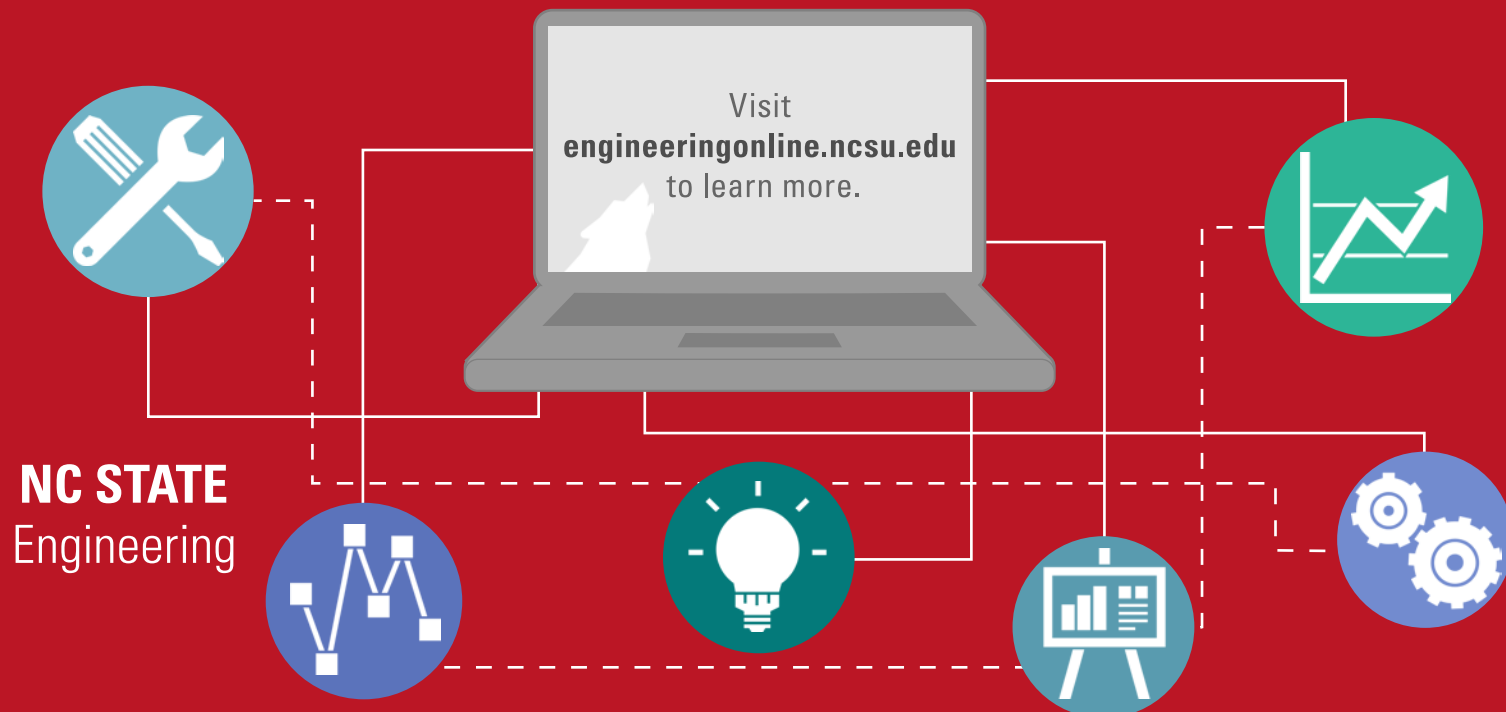 Visit
engineeringonline.ncsu.edu
to learn more.
NC STATE
Engineering